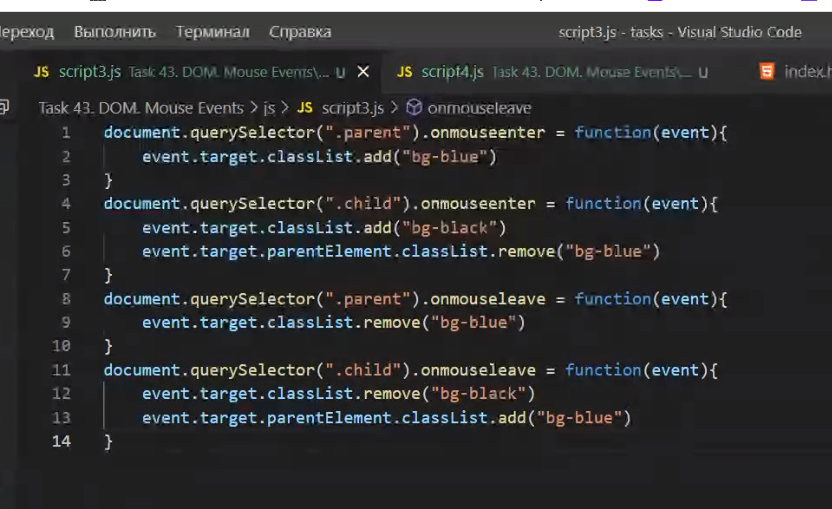 Переход Выполнить Терминал Справка script3.js - tasks - Visual Studio Code
JS script3.js Task 43. DOM. Mouse Events\... U X JS script4.js Task 43. DOM. Mouse Events\... U index.h
Task 43. DOM. Mouse Events > js > JS script3.js > onmouseleave
1 document.querySelector(".parent").onmouseenter = function(event){
2 event.target.classList.add("bg-blue")
3 }
4 document.querySelector(".child").onmouseenter = function(event){
5 event.target.classList.add("bg-black")
6 event.target.parentElement.classList.remove("bg-blue")
7 }
8 document.querySelector(".parent").onmouseleave = function(event){
9 event.target.classList.remove("bg-blue")
10 }
11 document.querySelector(".child").onmouseleave = function(event){
12 event.target.classList.remove("bg-black")
13 event.target.parentElement.classList.add("bg-blue")
14 }